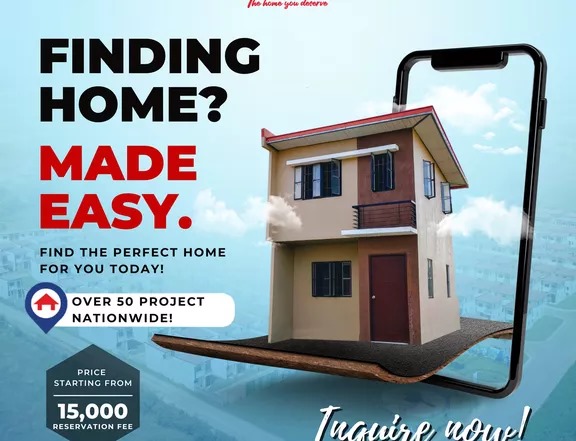 The home you deserve
FINDING
HOME?
MADE
EASY.
FIND THE PERFECT HOME
FOR YOU TODAY!
OVER 50 PROJECT
NATIONWIDE!
PRICE
STARTING FROM
15,000
RESERVATION FEE
Inquire now!